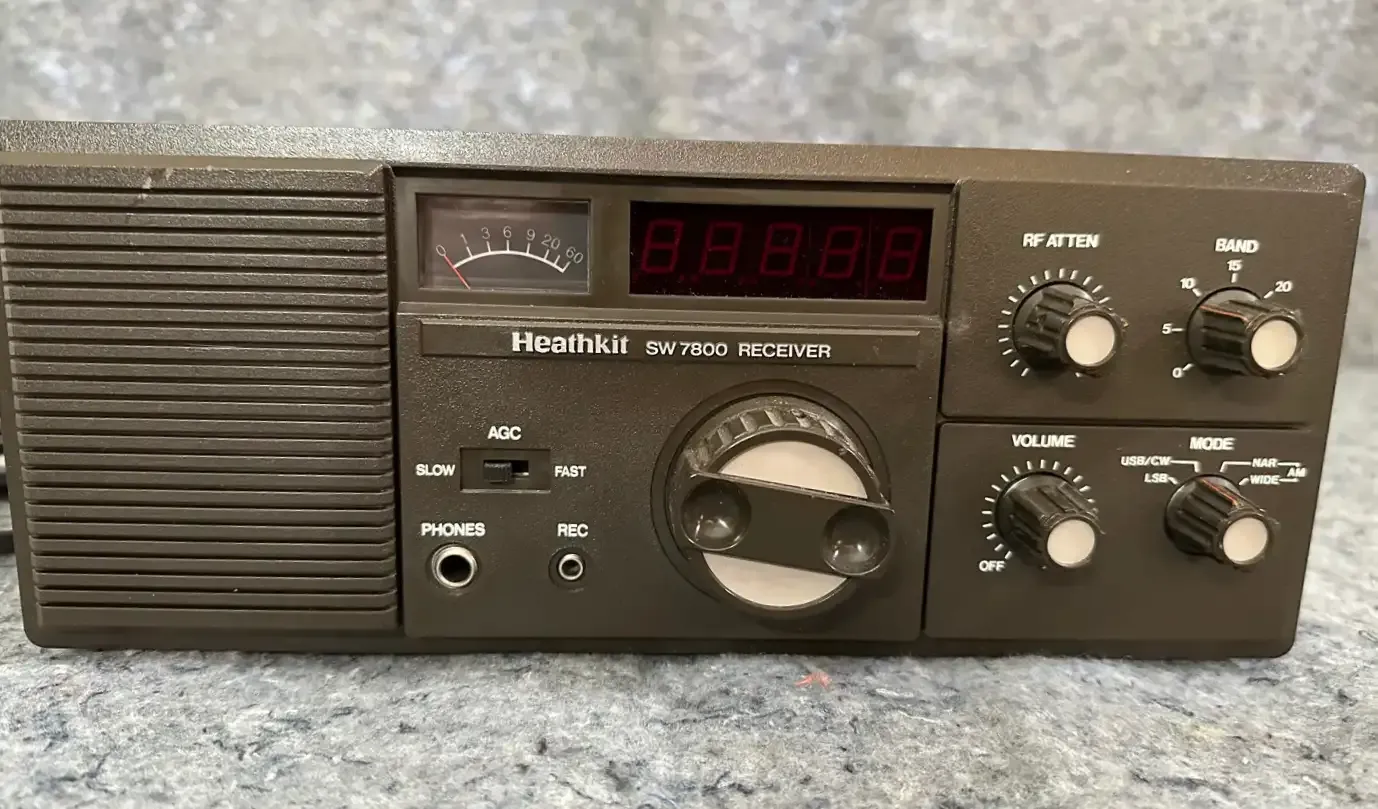 0 1 3 6 9 20 60
88888
Heathkit SW 7800 RECEIVER
AGC
SLOW FAST
PHONES REC
RF ATTEN
BAND
0 5 10 15 20
VOLUME
OFF
MODE
USB/CW NAR
LSB WIDE AM